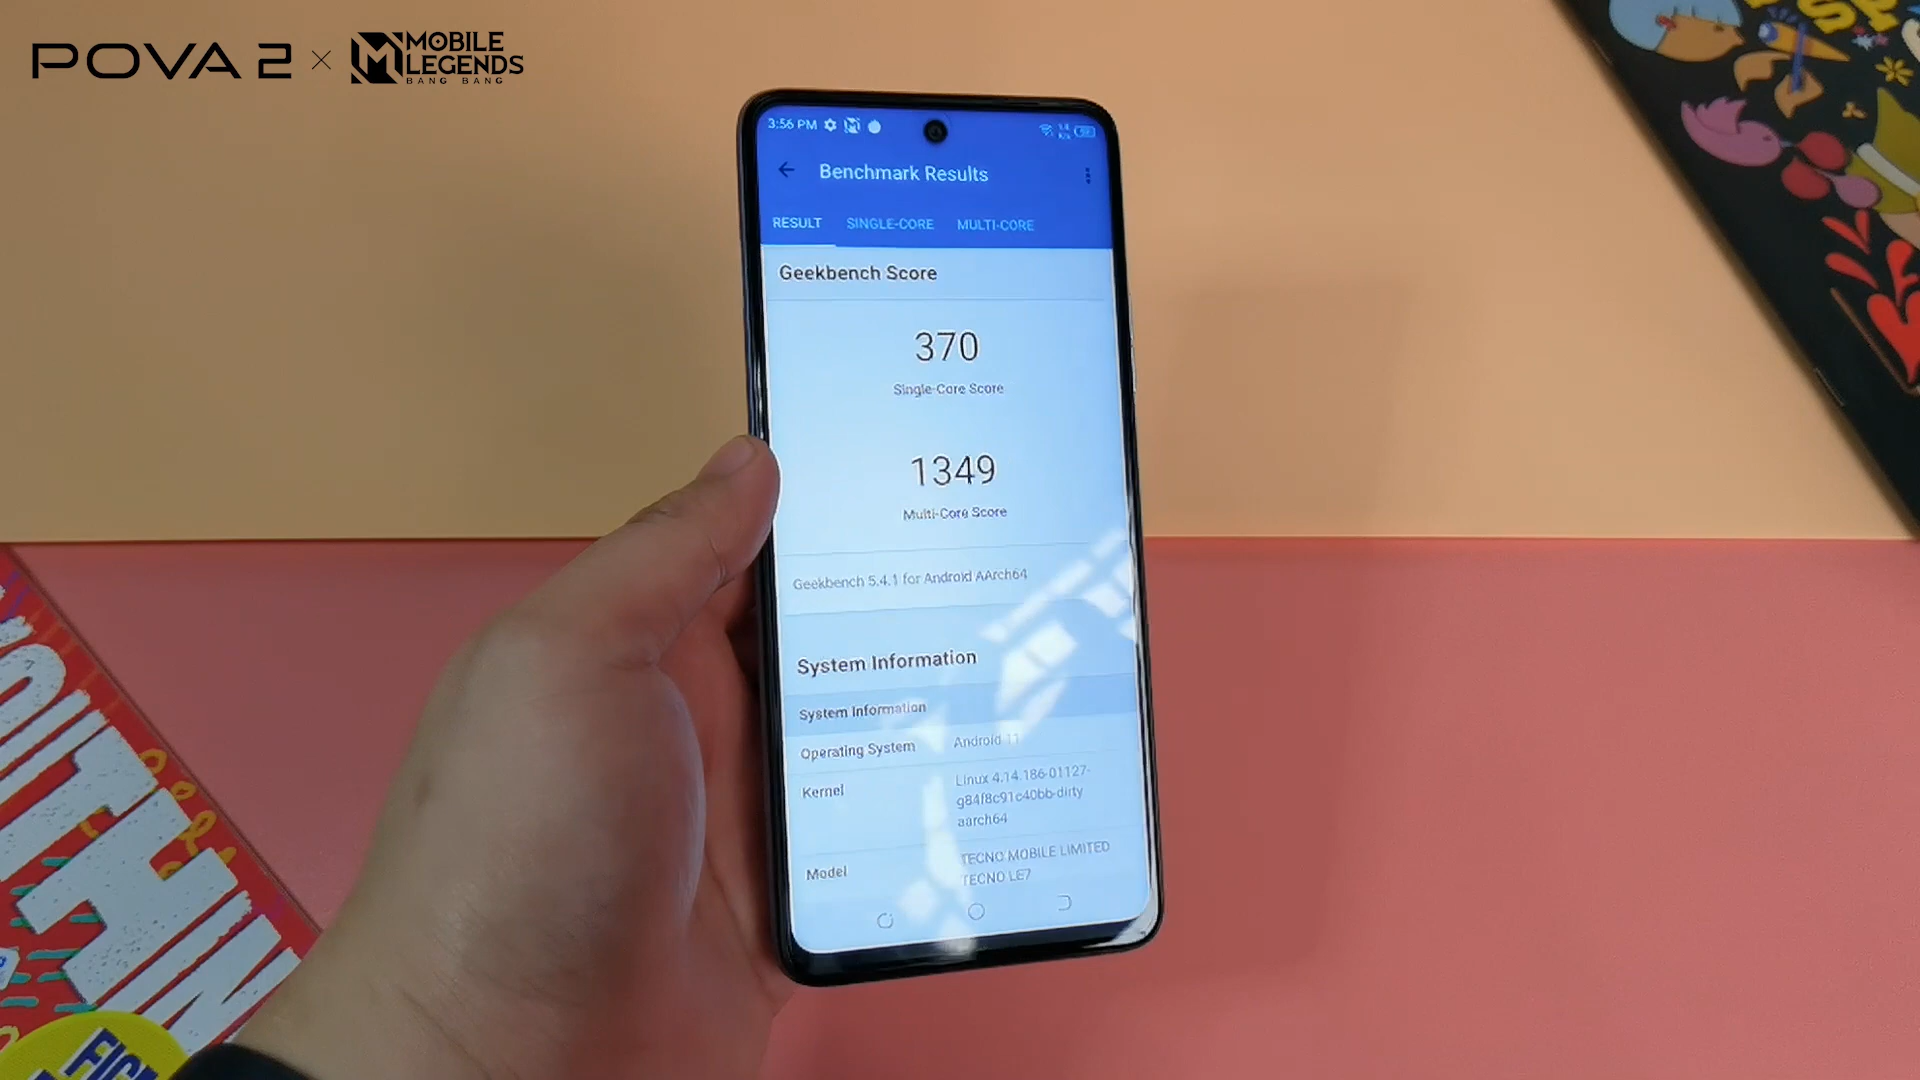 POVA 2 × MOBILE LEGENDS BANG BANG
3:56 PM
Benchmark Results
RESULT SINGLE-CORE MULTI-CORE
Geekbench Score
370
Single-Core Score
1349
Multi-Core Score
Geekbench 5.4.1 for Android AArch64
System Information
System Information
Operating System Android 11
Kernel Linux 4.14.186-01127-
g84f8c91c40bb-dirty
aarch64
Model TECNO MOBILE LIMITED
TECNO LE7